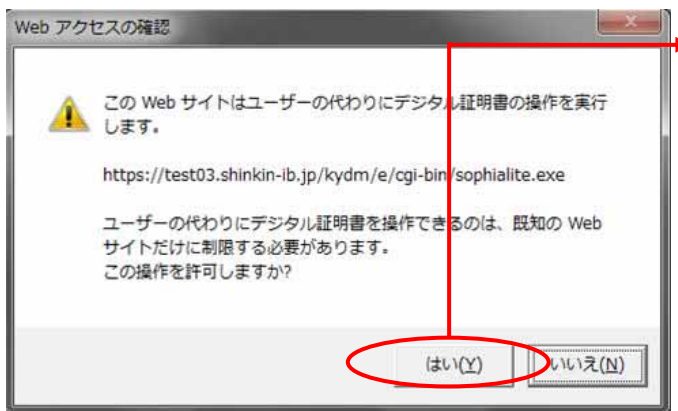 Web アクセスの確認
この Web サイトはユーザーの代わりにデジタル証明書の操作を実行
します。
https://test03.shinkin-ib.jp/kydm/e/cgi-bin/sophialite.exe
ユーザーの代わりにデジタル証明書を操作できるのは、既知の Web
サイトだけに制限する必要があります。
この操作を許可しますか?
はい(Y)
いいえ(N)